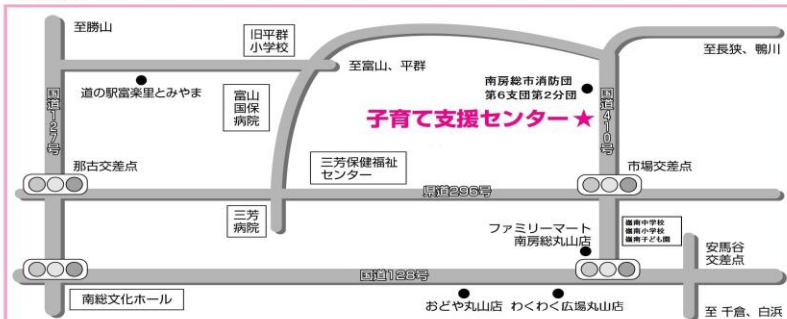 至勝山
旧平群
小学校
至長狭、鴨川
至富山、平群
道の駅富楽里とみやま
富山
国保
病院
南房総市消防団
第6支団第2分団
子育て支援センター★
国道127号
国道410号
那古交差点
三芳保健福祉
センター
市場交差点
県道296号
三芳
病院
ファミリーマート
南房総丸山店
嶺南中学校
嶺南小学校
嶺南子ども園
安馬谷
交差点
国道128号
南総文化ホール
おどや丸山店
わくわく広場丸山店
至 千倉、白浜